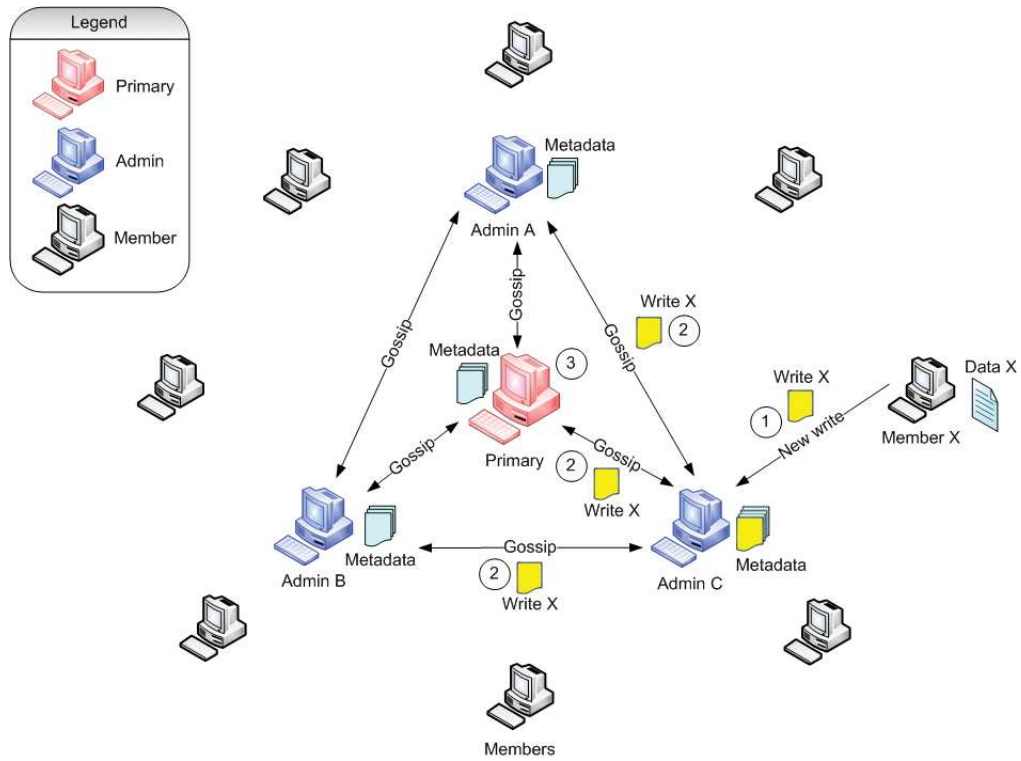 Legend
Primary
Admin
Member
Metadata
Admin A
Gossip
Gossip
Gossip
Write X
2
Metadata
3
Primary
Gossip
Gossip
2
Write X
Write X
1
New write
Data X
Member X
Metadata
Admin B
Gossip
2
Write X
Metadata
Admin C
Members